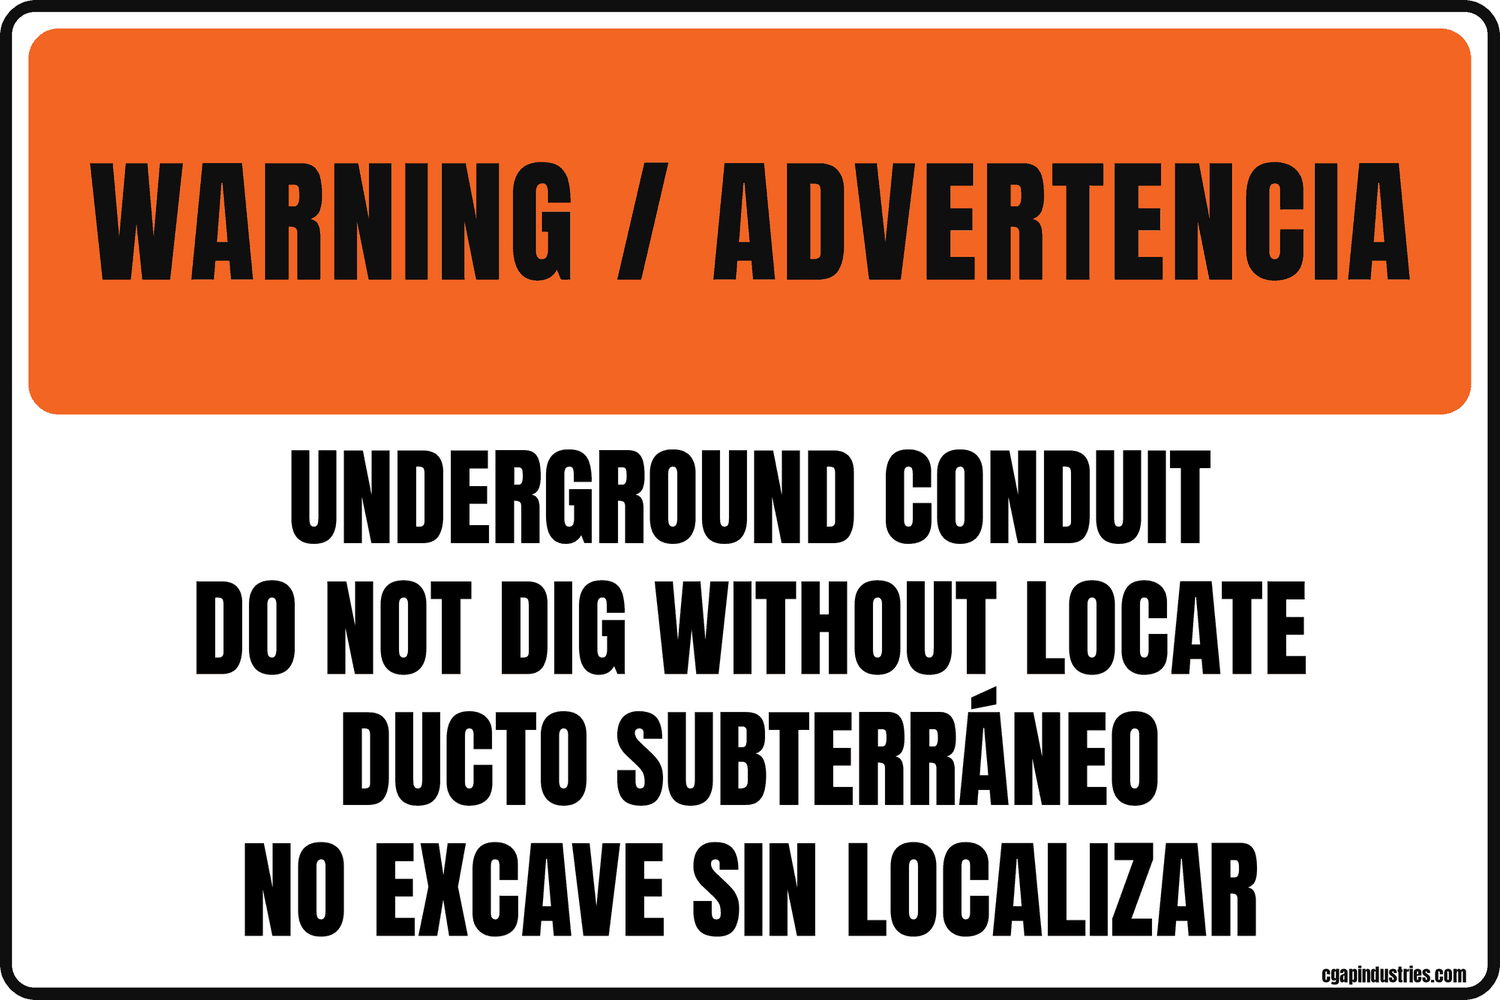 WARNING / ADVERTENCIA
UNDERGROUND CONDUIT
DO NOT DIG WITHOUT LOCATE
DUCTO SUBTERRÁNEO
NO EXCAVE SIN LOCALIZAR
cgapindustries.com